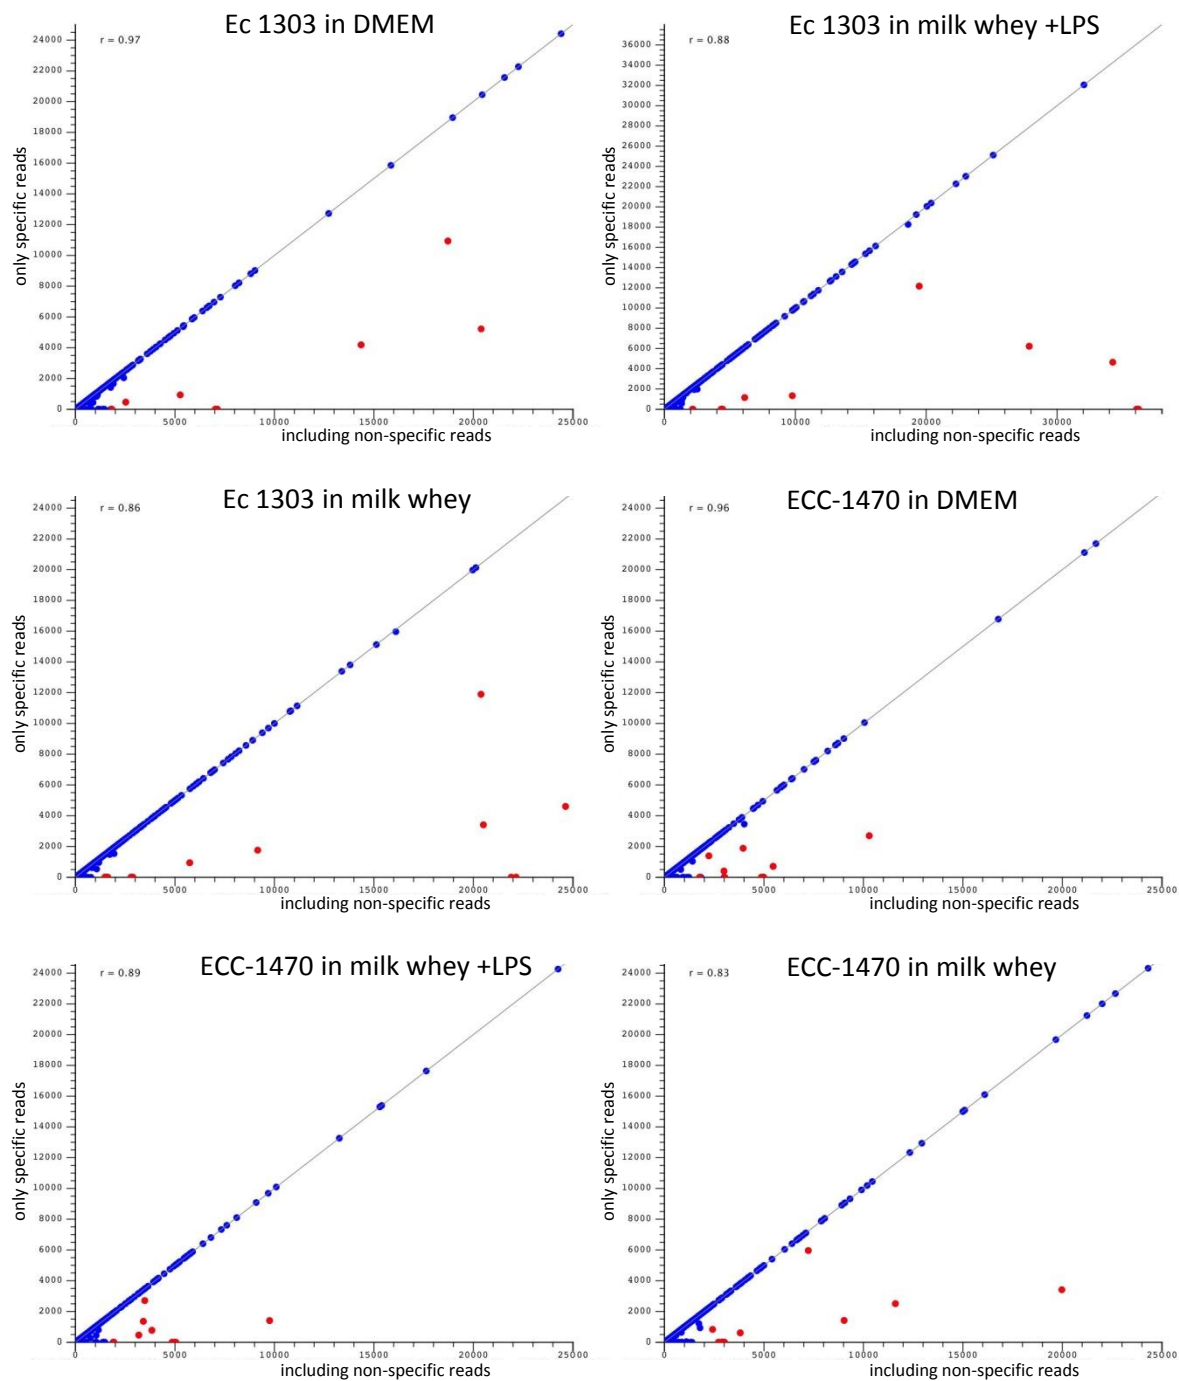 Ec 1303 in DMEM
r = 0.97
24000
22000
20000
18000
16000
14000
12000
10000
8000
6000
4000
2000
0
only specific reads
0 5000 10000 15000 20000 25000
including non-specific reads
Ec 1303 in milk whey +LPS
r = 0.88
36000
34000
32000
30000
28000
26000
24000
22000
20000
18000
16000
14000
12000
10000
8000
6000
4000
2000
0
only specific reads
0 10000 20000 30000
including non-specific reads
Ec 1303 in milk whey
r = 0.86
24000
22000
20000
18000
16000
14000
12000
10000
8000
6000
4000
2000
0
only specific reads
0 5000 10000 15000 20000 25000
including non-specific reads
ECC-1470 in DMEM
r = 0.96
24000
22000
20000
18000
16000
14000
12000
10000
8000
6000
4000
2000
0
only specific reads
0 5000 10000 15000 20000 25000
including non-specific reads
ECC-1470 in milk whey +LPS
r = 0.89
24000
22000
20000
18000
16000
14000
12000
10000
8000
6000
4000
2000
0
only specific reads
0 5000 10000 15000 20000 25000
including non-specific reads
ECC-1470 in milk whey
r = 0.83
24000
22000
20000
18000
16000
14000
12000
10000
8000
6000
4000
2000
0
only specific reads
0 5000 10000 15000 20000 25000
including non-specific reads